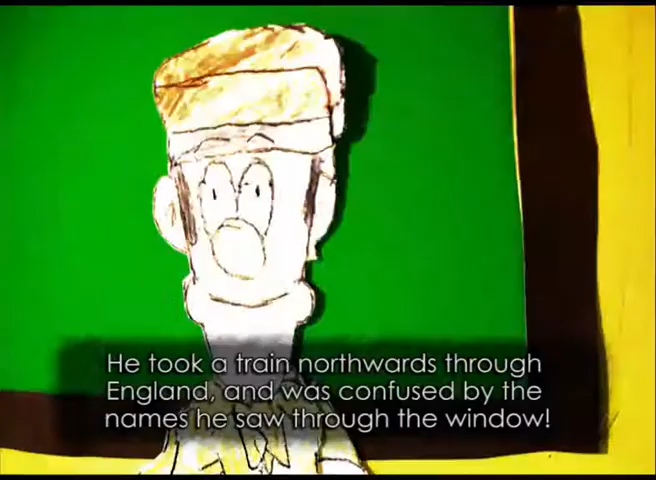 He took a train northwards through
England, and was confused by the
names he saw through the window!